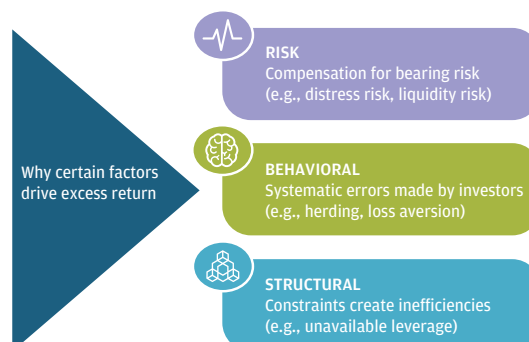 Why certain factors
drive excess return
RISK
Compensation for bearing risk
(e.g., distress risk, liquidity risk)
BEHAVIORAL
Systematic errors made by investors
(e.g., herding, loss aversion)
STRUCTURAL
Constraints create inefficiencies
(e.g., unavailable leverage)